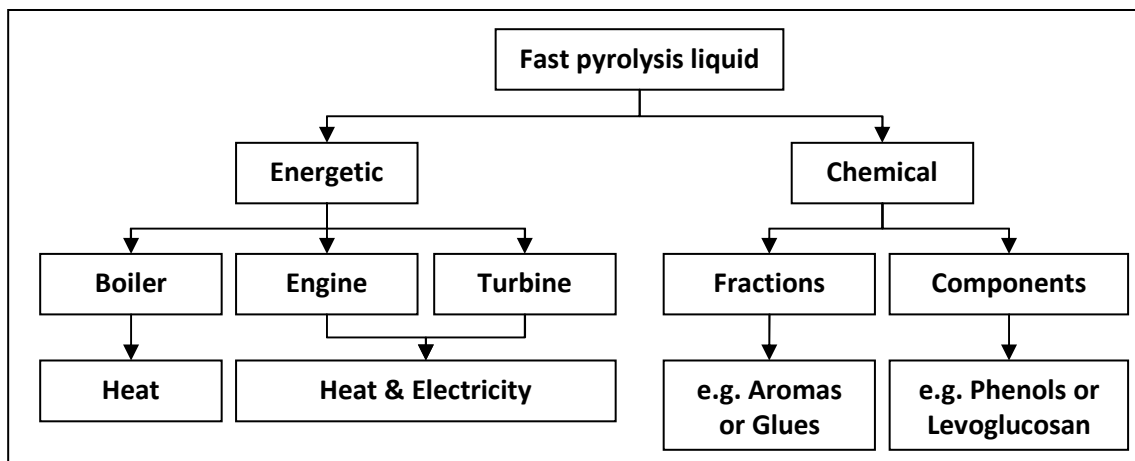 Fast pyrolysis liquid
Energetic
Chemical
Boiler
Engine
Turbine
Fractions
Components
Heat
Heat & Electricity
e.g. Aromas
or Glues
e.g. Phenols or
Levoglucosan